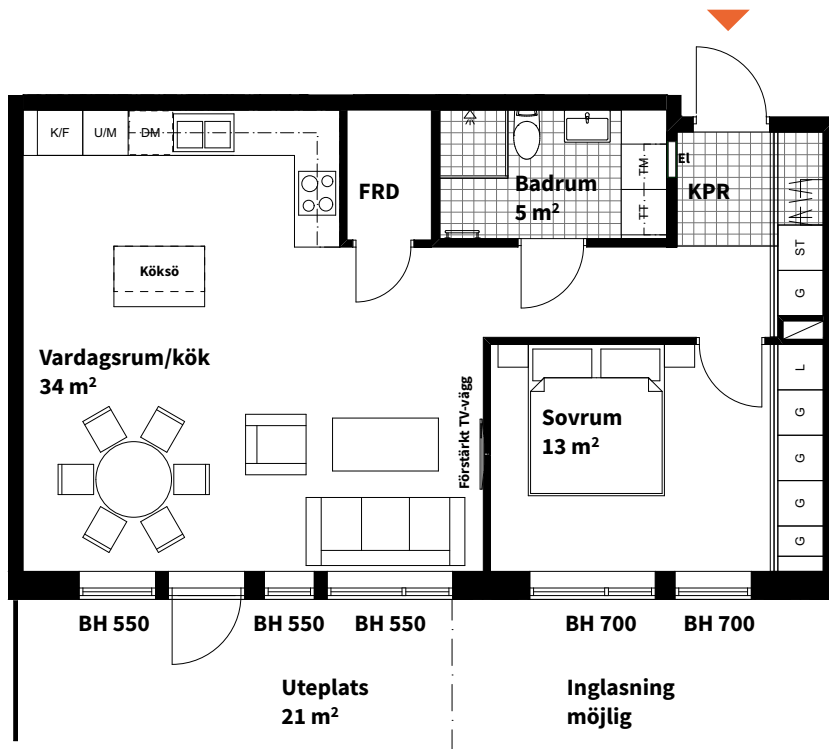 K/F
U/M
DM
FRD
Badrum
5 m²
TM
TT
El
KPR
ST
G
Köksö
Vardagsrum/kök
34 m²
Förstärkt TV-vägg
Sovrum
13 m²
L
G
G
G
G
BH 550
BH 550
BH 550
BH 700
BH 700
Uteplats
21 m²
Inglasning
möjlig